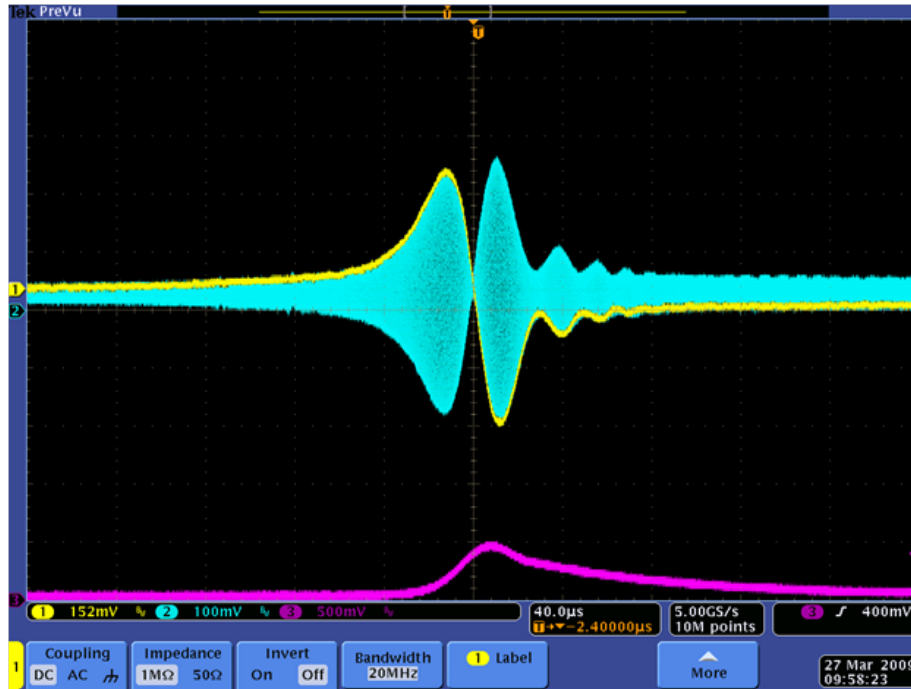 Tek PreVu
T
T
1
2
3
1 152mV 2 100mV 3 500mV 40.0µs 5.00GS/s 3 400mV
T→▼−2.40000µs 10M points
1 Coupling Impedance Invert Bandwidth 1 Label
DC AC 1MΩ 50Ω On Off 20MHz More
27 Mar 2009
09:58:23